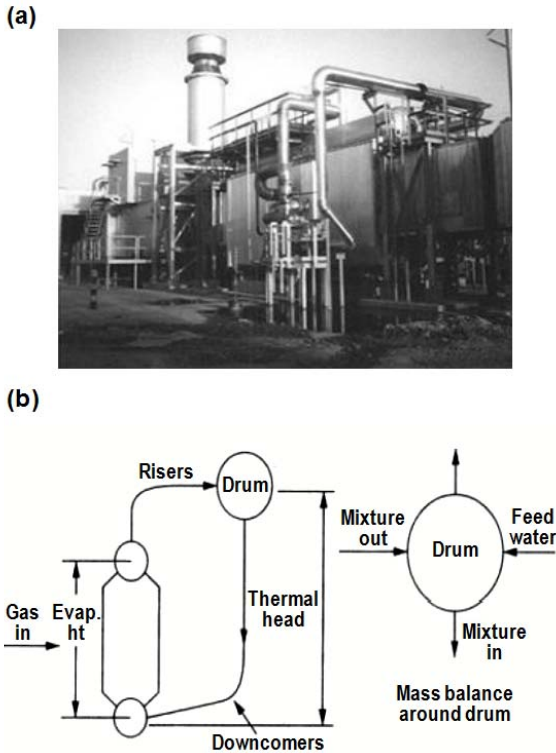 (a)
(b)
Risers
Drum
Gas
in
Evap.
ht
Thermal
head
Downcomers
Mixture
out
Drum
Feed
water
Mixture
in
Mass balance
around drum